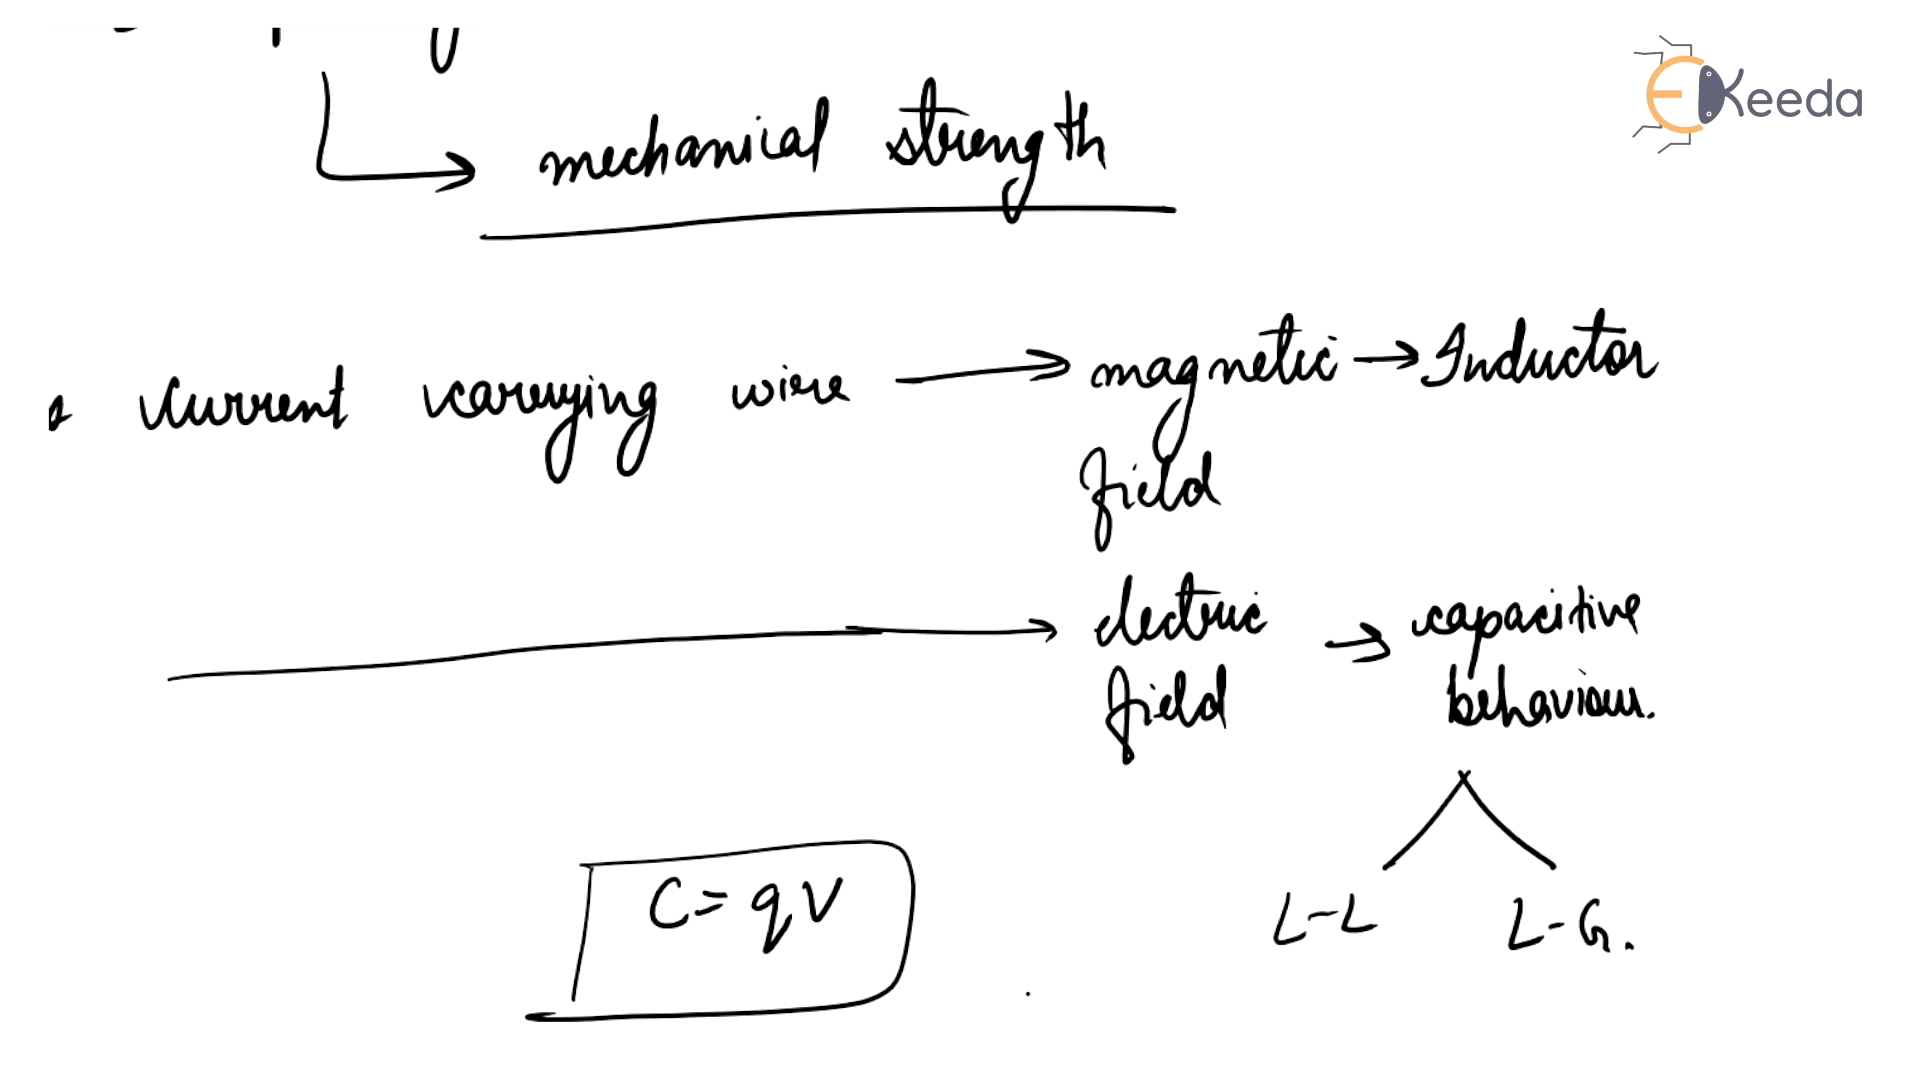 EKeeda
mechanical strength
current carrying wire → magnetic → Inductor
field
→ electric → capacitive
field behaviour.
C = qV
L-L L-G.